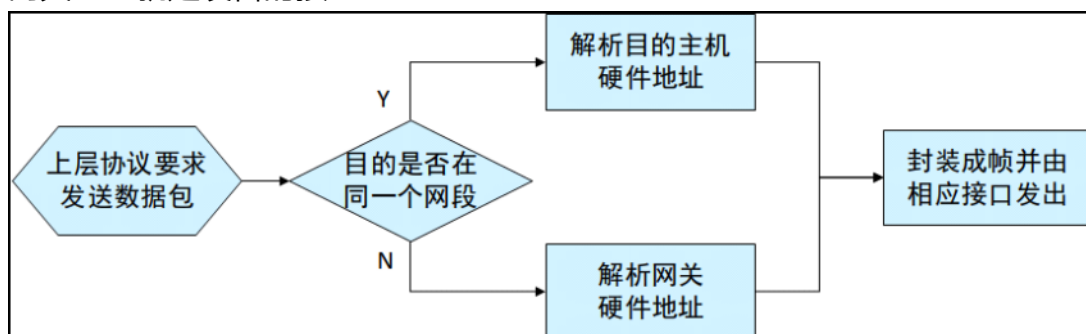 上层协议要求
发送数据包
目的是否在
同一个网段
Y
N
解析目的主机
硬件地址
解析网关
硬件地址
封装成帧并由
相应接口发出